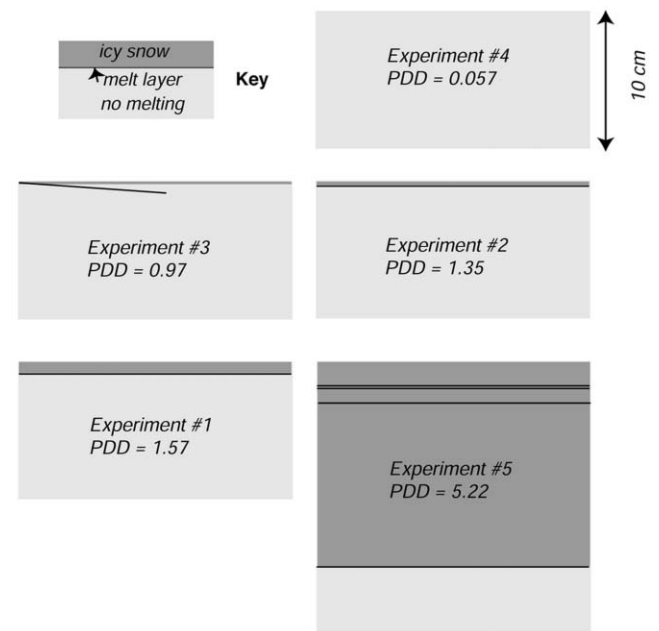 icy snow
melt layer
no melting
Key
Experiment #4
PDD = 0.057
10 cm
Experiment #3
PDD = 0.97
Experiment #2
PDD = 1.35
Experiment #1
PDD = 1.57
Experiment #5
PDD = 5.22